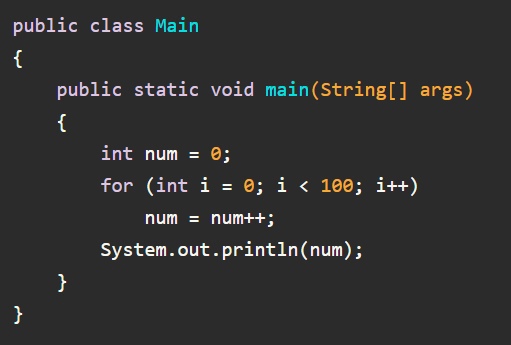 public class Main
{
    public static void main(String[] args)
    {
        int num = 0;
        for (int i = 0; i < 100; i++)
            num = num++;
        System.out.println(num);
    }
}